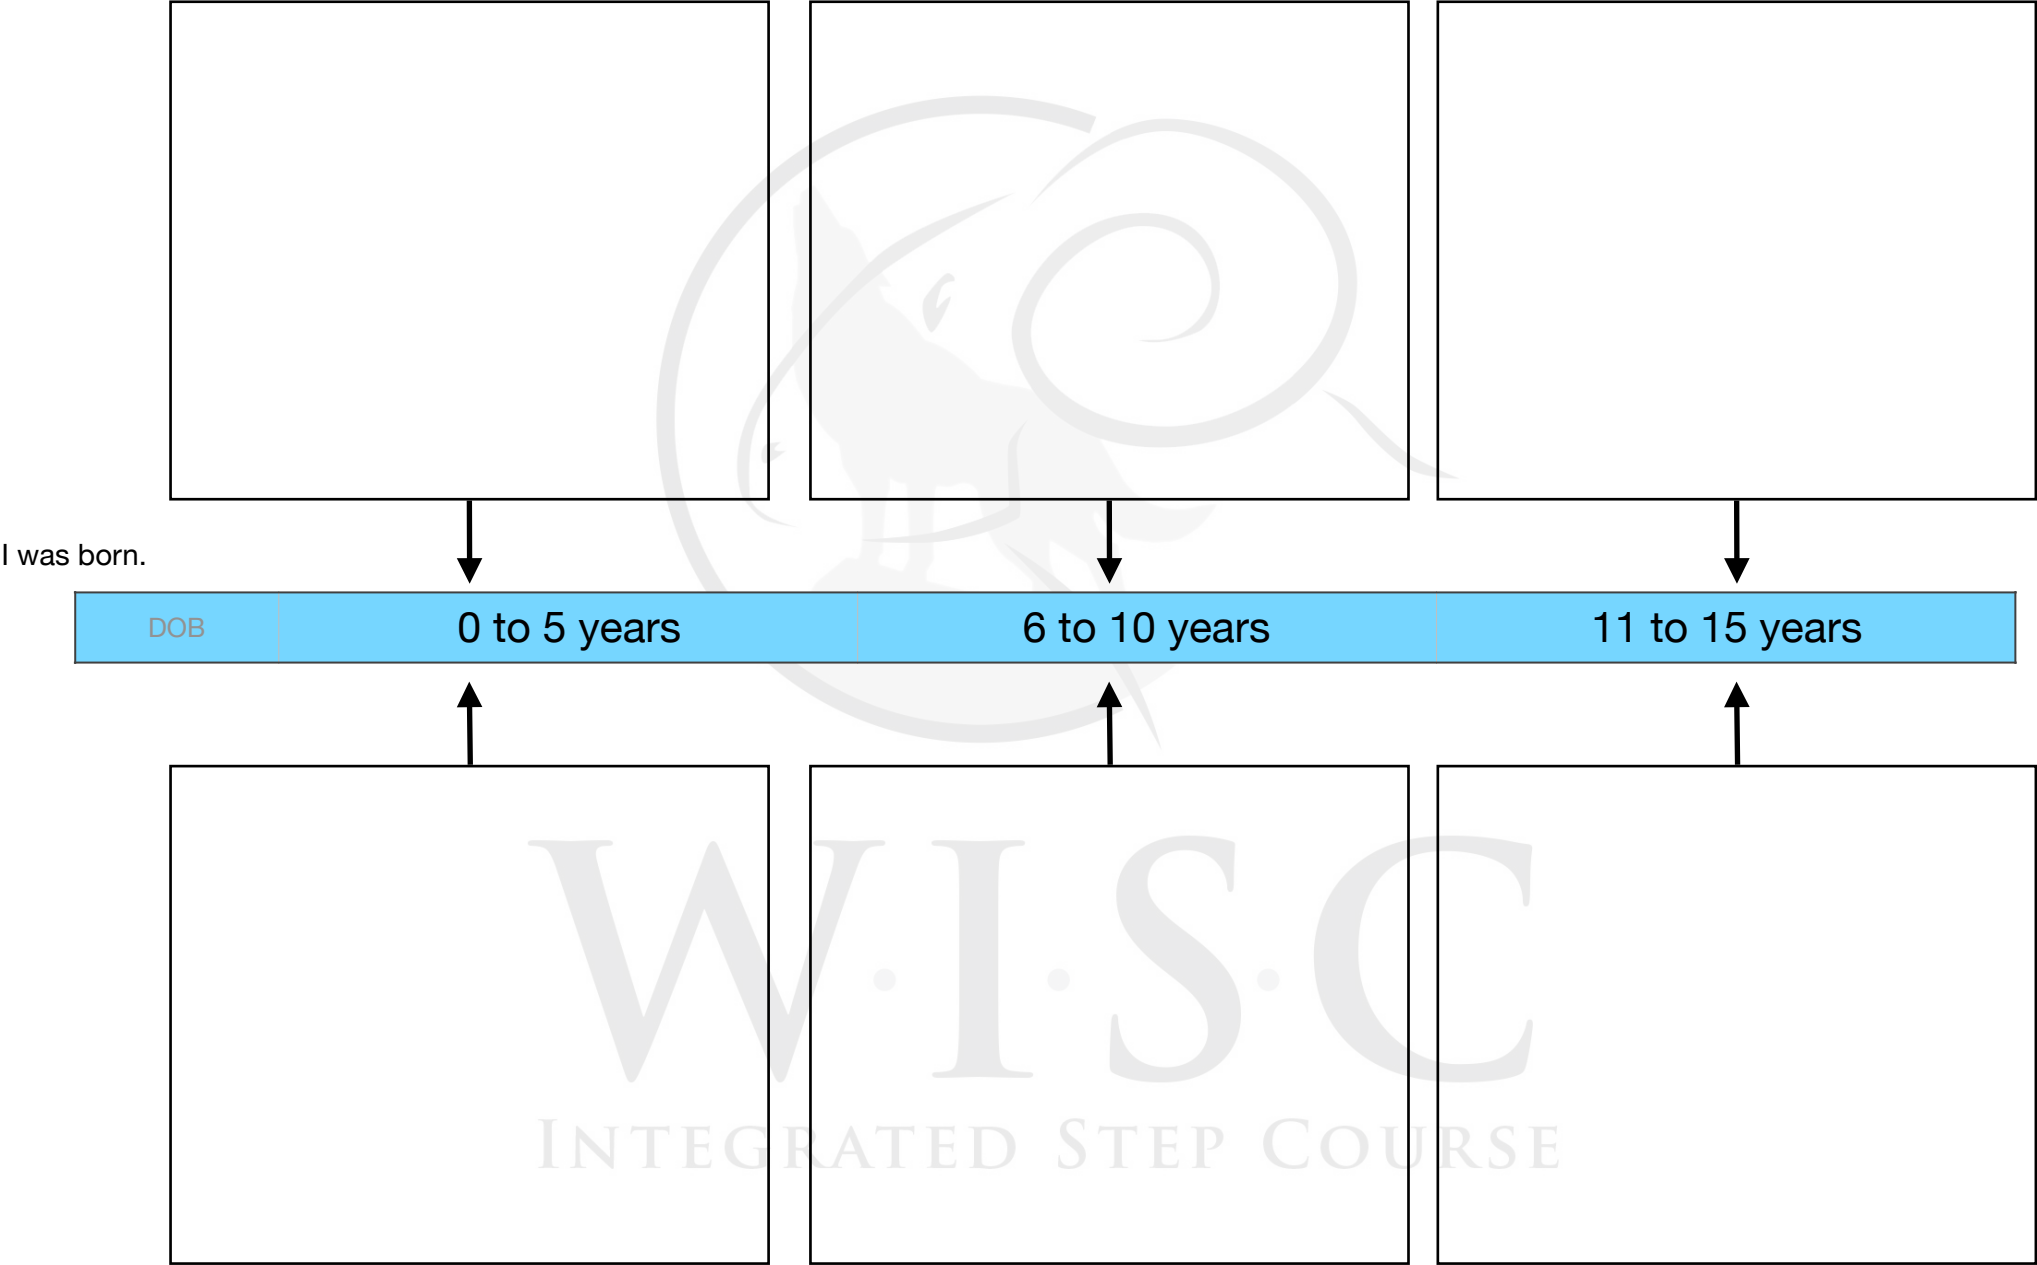 I was born.
DOB
0 to 5 years
6 to 10 years
11 to 15 years
W·I·S·C
INTEGRATED STEP COURSE